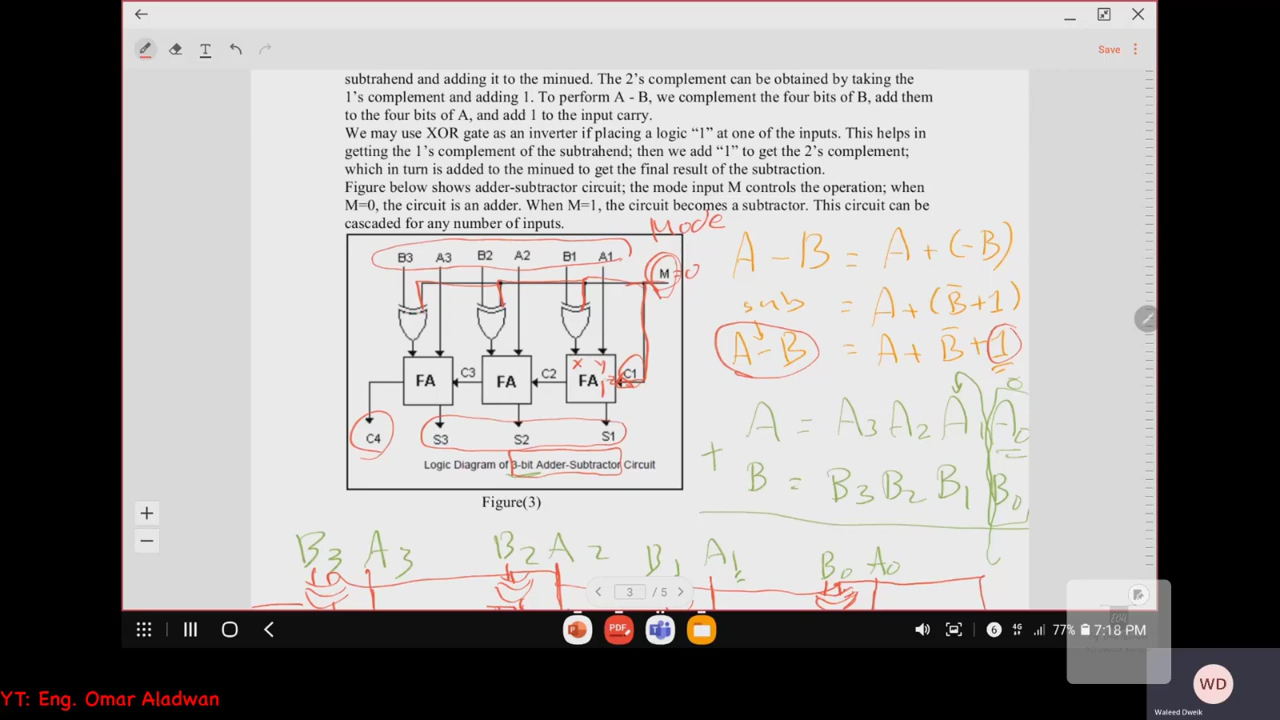 Save
subtrahend and adding it to the minued. The 2's complement can be obtained by taking the
1's complement and adding 1. To perform A - B, we complement the four bits of B, add them
to the four bits of A, and add 1 to the input carry.
We may use XOR gate as an inverter if placing a logic "1" at one of the inputs. This helps in
getting the 1's complement of the subtrahend; then we add "1" to get the 2's complement;
which in turn is added to the minued to get the final result of the subtraction.
Figure below shows adder-subtractor circuit; the mode input M controls the operation; when
M=0, the circuit is an adder. When M=1, the circuit becomes a subtractor. This circuit can be
cascaded for any number of inputs.
Mode
B3 A3 B2 A2 B1 A1
M =0
X Y
FA FA FA
C3 C2 C1
C4 S3 S2 S1
Logic Diagram of 3-bit Adder-Subtractor Circuit
Figure(3)
A - B = A + (-B)
sub = A + (B̄+1)
A - B = A + B̄ + 1
0
A = A3 A2 A1 A0
+
B = B3 B2 B1 B0
B3 A3 B2 A2 B1 A1 B0 A0
3 / 5
PDF
6 4G 77% 7:18 PM
YT: Eng. Omar Aladwan
WD
Waleed Dweik